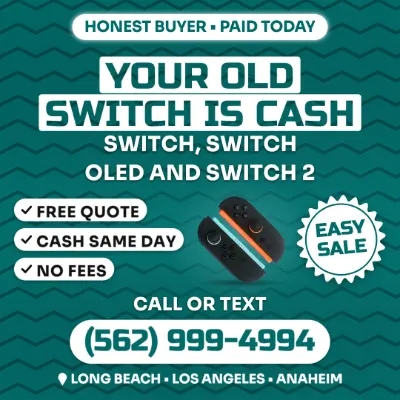 HONEST BUYER • PAID TODAY
YOUR OLD
SWITCH IS CASH
SWITCH, SWITCH
OLED AND SWITCH 2
✓ FREE QUOTE
✓ CASH SAME DAY
✓ NO FEES
EASY
SALE
CALL OR TEXT
(562) 999-4994
LONG BEACH • LOS ANGELES • ANAHEIM